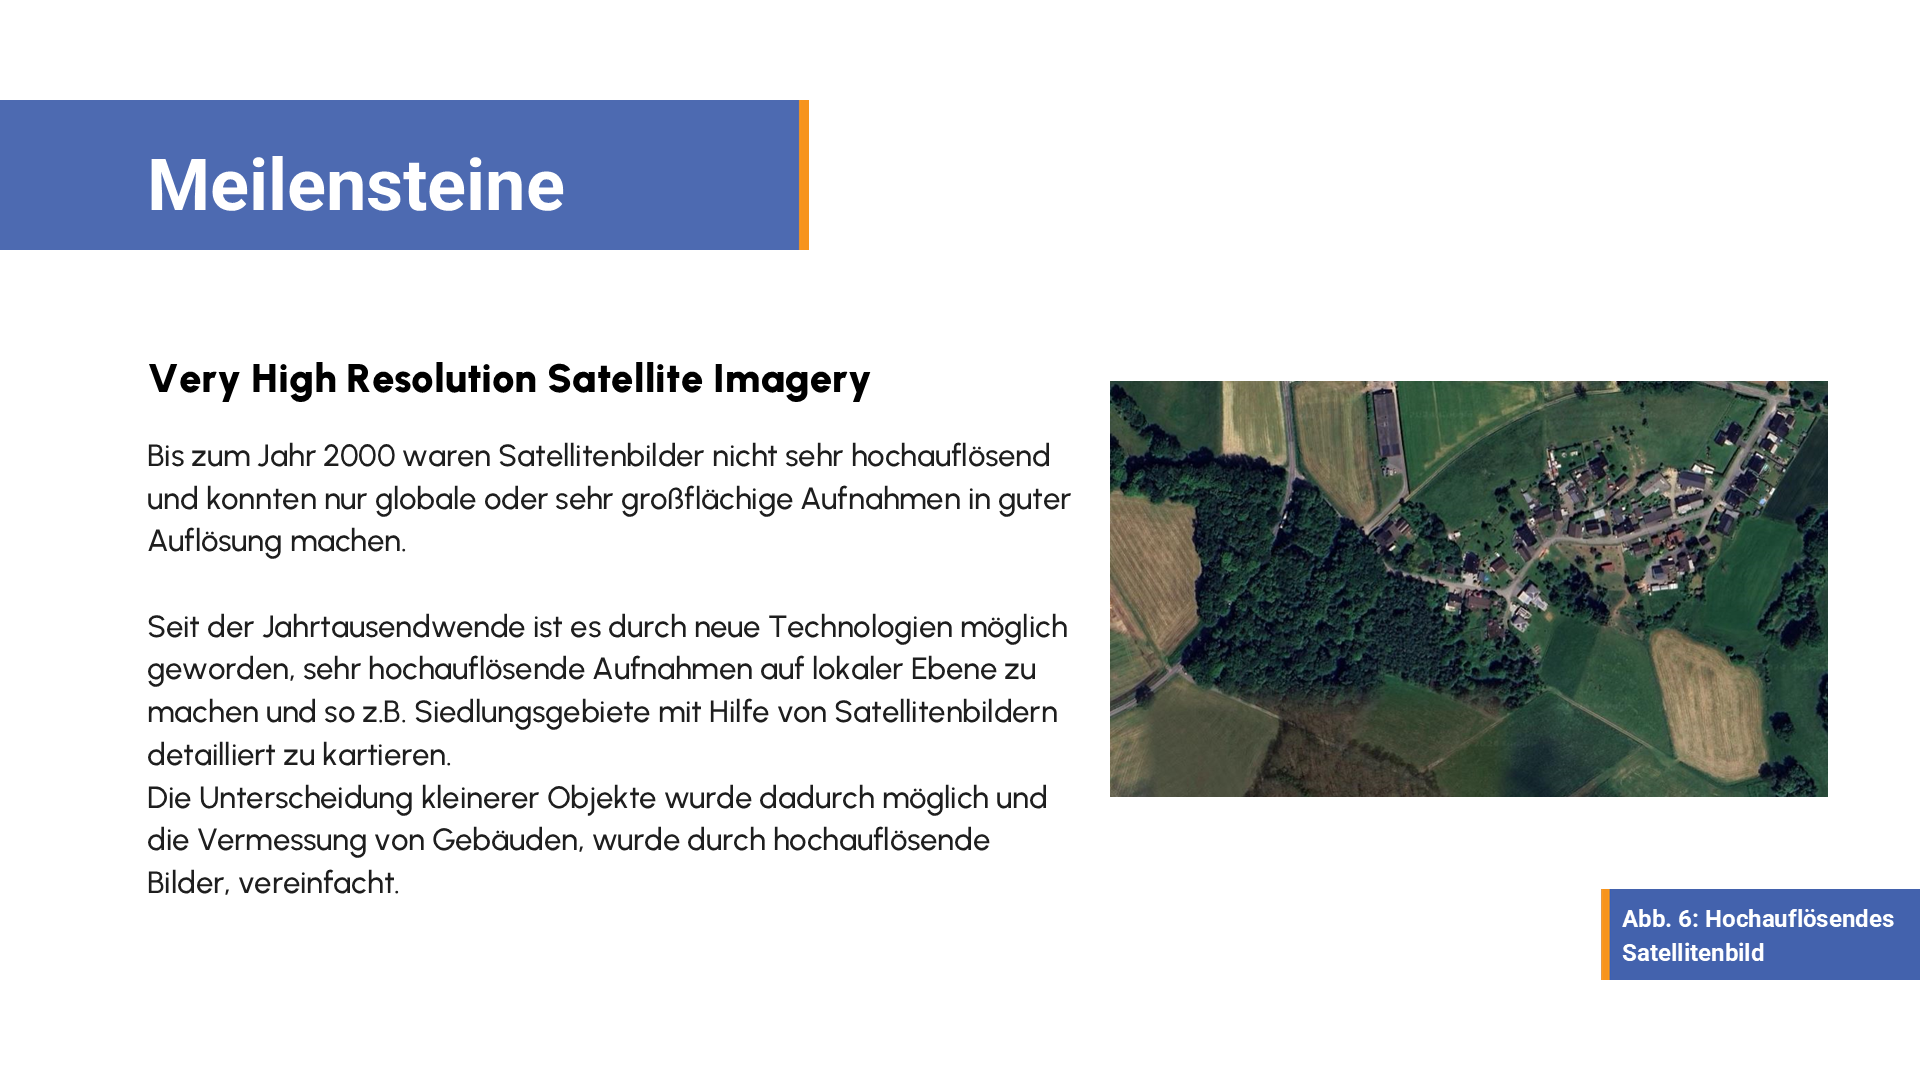 Meilensteine
Very High Resolution Satellite Imagery
Bis zum Jahr 2000 waren Satellitenbilder nicht sehr hochauflösend
und konnten nur globale oder sehr großflächige Aufnahmen in guter
Auflösung machen.
Seit der Jahrtausendwende ist es durch neue Technologien möglich
geworden, sehr hochauflösende Aufnahmen auf lokaler Ebene zu
machen und so z.B. Siedlungsgebiete mit Hilfe von Satellitenbildern
detailliert zu kartieren.
Die Unterscheidung kleinerer Objekte wurde dadurch möglich und
die Vermessung von Gebäuden, wurde durch hochauflösende
Bilder, vereinfacht.
Abb. 6: Hochauflösendes
Satellitenbild